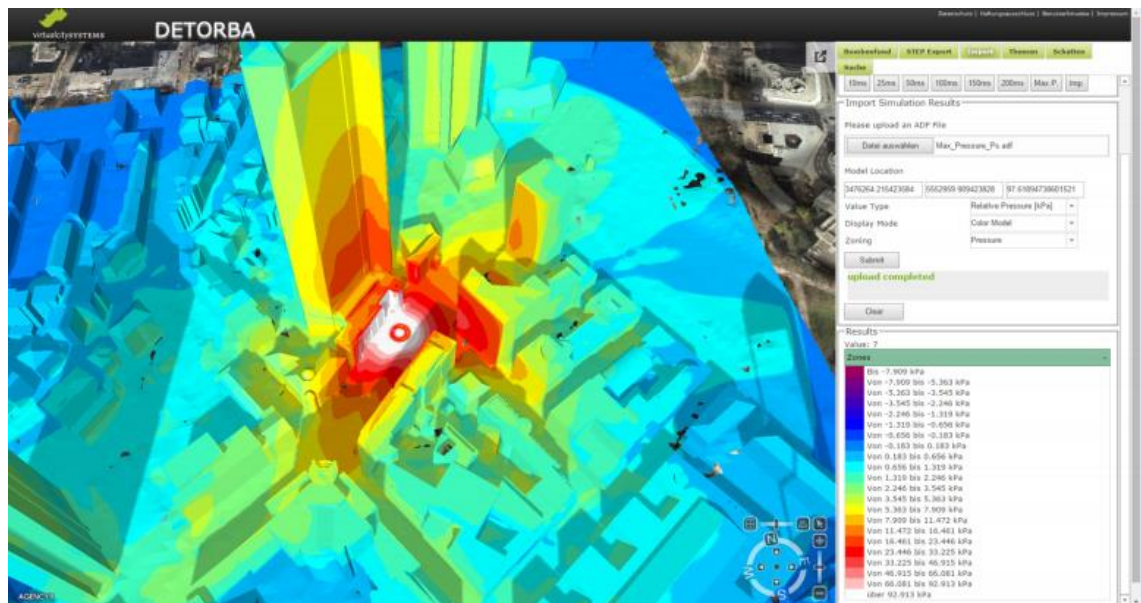 Datenschutz | Haftungsausschluss | Benutzerhinweise | Impressum
virtualcitySYSTEMS
DETORBA
Bombenfund STEP Export Import Themen Schatten
Suche
10ms 25ms 50ms 100ms 150ms 200ms Max P. Imp.
Import Simulation Results
Please upload an ADF File
Datei auswählen Max_Pressure_Ps.adf
Model Location
3476264.215423584 5552959.909423828 97.61894738601521
Value Type Relative Pressure [kPa]
Display Mode Color Model
Zoning Pressure
Submit
upload completed
Clear
Results
Value: 7
Zones
Bis -7.909 kPa
Von -7.909 bis -5.363 kPa
Von -5.363 bis -3.545 kPa
Von -3.545 bis -2.246 kPa
Von -2.246 bis -1.319 kPa
Von -1.319 bis -0.656 kPa
Von -0.656 bis -0.183 kPa
Von -0.183 bis 0.183 kPa
Von 0.183 bis 0.656 kPa
Von 0.656 bis 1.319 kPa
Von 1.319 bis 2.246 kPa
Von 2.246 bis 3.545 kPa
Von 3.545 bis 5.363 kPa
Von 5.363 bis 7.909 kPa
Von 7.909 bis 11.472 kPa
Von 11.472 bis 16.461 kPa
Von 16.461 bis 23.446 kPa
Von 23.446 bis 33.225 kPa
Von 33.225 bis 46.915 kPa
Von 46.915 bis 66.081 kPa
Von 66.081 bis 92.913 kPa
über 92.913 kPa
N
W E
S